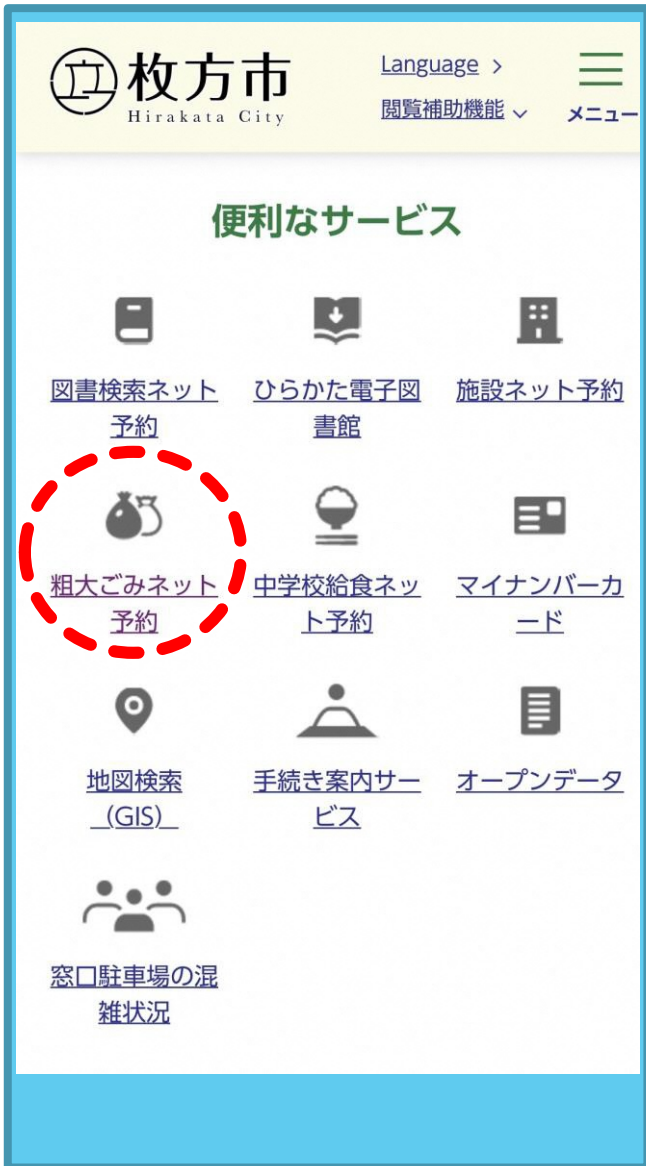 枚方市
Hirakata City
Language >
閲覧補助機能
メニュー
便利なサービス
図書検索ネット
予約
ひらかた電子図
書館
施設ネット予約
粗大ごみネット
予約
中学校給食ネッ
ト予約
マイナンバーカ
ード
地図検索
(GIS)
手続き案内サー
ビス
オープンデータ
窓口駐車場の混
雑状況